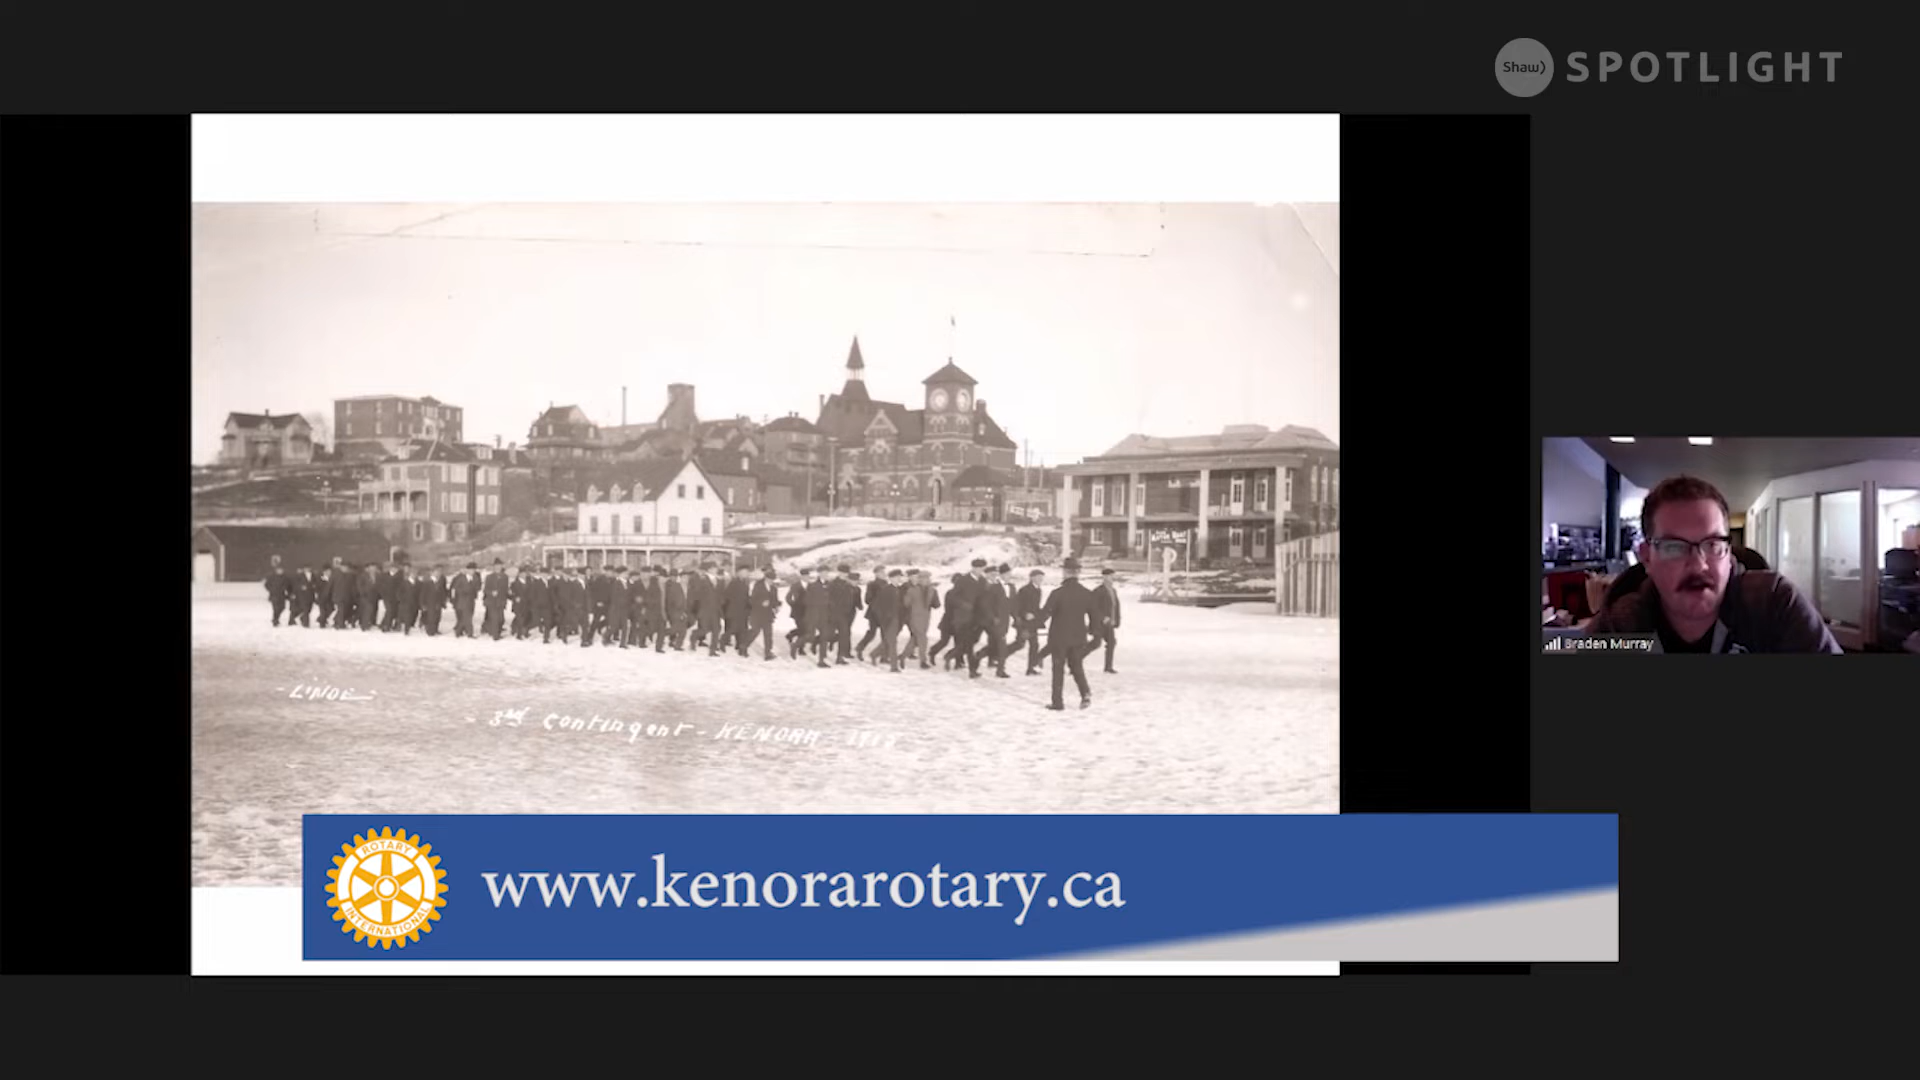 Shaw) SPOTLIGHT
- LINDE -
- 3rd Contingent - KENORA -
Braden Murray
ROTARY
INTERNATIONAL
www.kenorarotary.ca